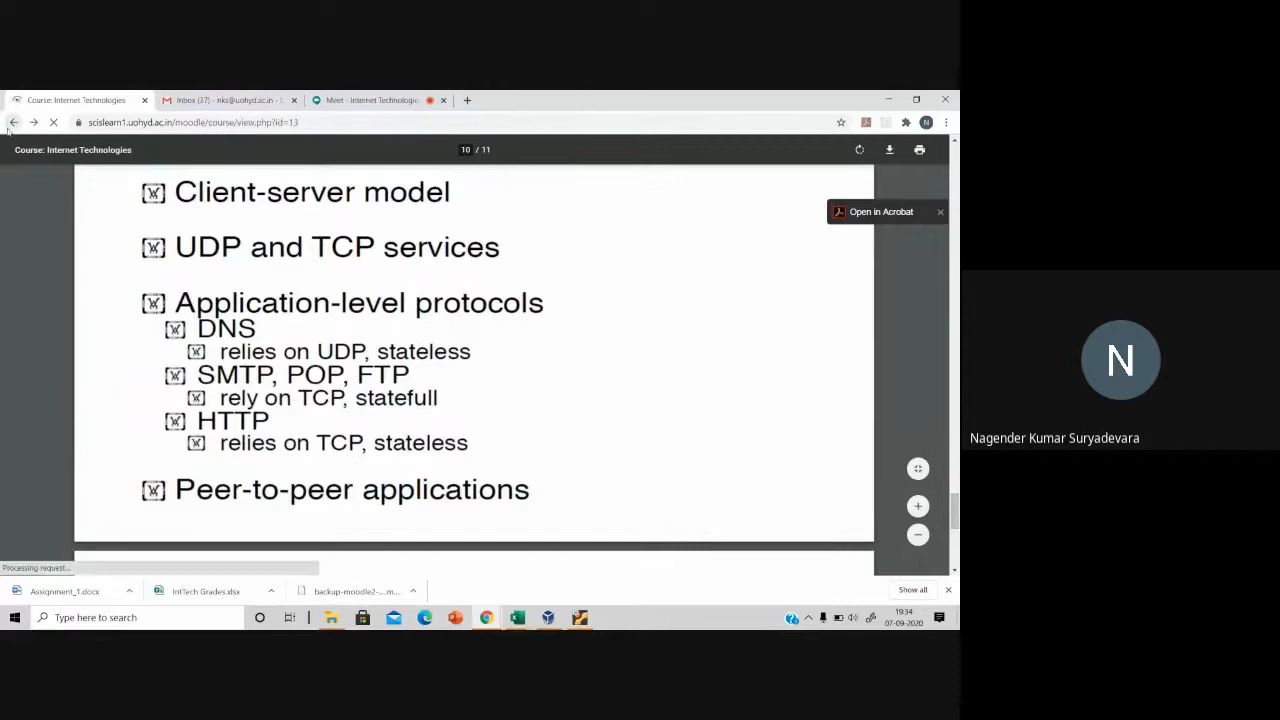 Course: Internet Technologies
Inbox (37) - nks@uohyd.ac.in - U
Meet - Internet Technologie
scislearn1.uohyd.ac.in/moodle/course/view.php?id=13
N
Course: Internet Technologies
10 / 11
Open in Acrobat
Client-server model
UDP and TCP services
Application-level protocols
DNS
relies on UDP, stateless
SMTP, POP, FTP
rely on TCP, statefull
HTTP
relies on TCP, stateless
Peer-to-peer applications
Processing request...
Assignment_1.docx
IntTech Grades.xlsx
backup-moodle2-....m...
Show all
Type here to search
19:34
07-09-2020
N
Nagender Kumar Suryadevara